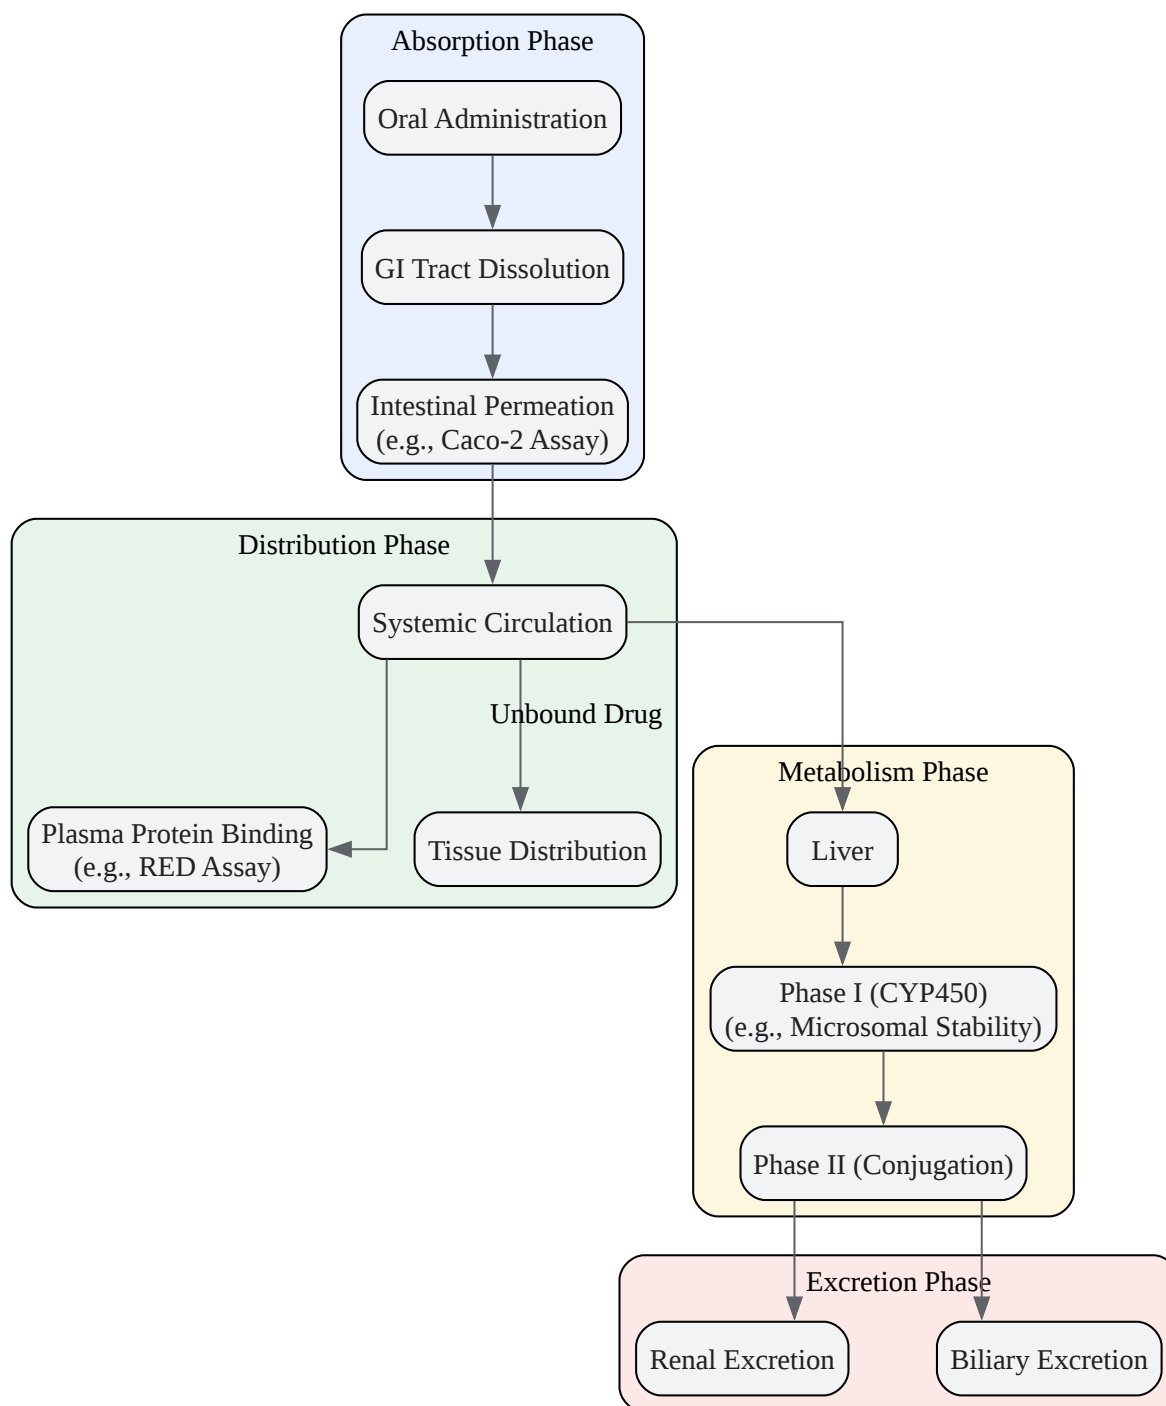 Absorption Phase
Oral Administration
GI Tract Dissolution
Intestinal Permeation
(e.g., Caco-2 Assay)
Distribution Phase
Systemic Circulation
Unbound Drug
Plasma Protein Binding
(e.g., RED Assay)
Tissue Distribution
Metabolism Phase
Liver
Phase I (CYP450)
(e.g., Microsomal Stability)
Phase II (Conjugation)
Excretion Phase
Renal Excretion
Biliary Excretion